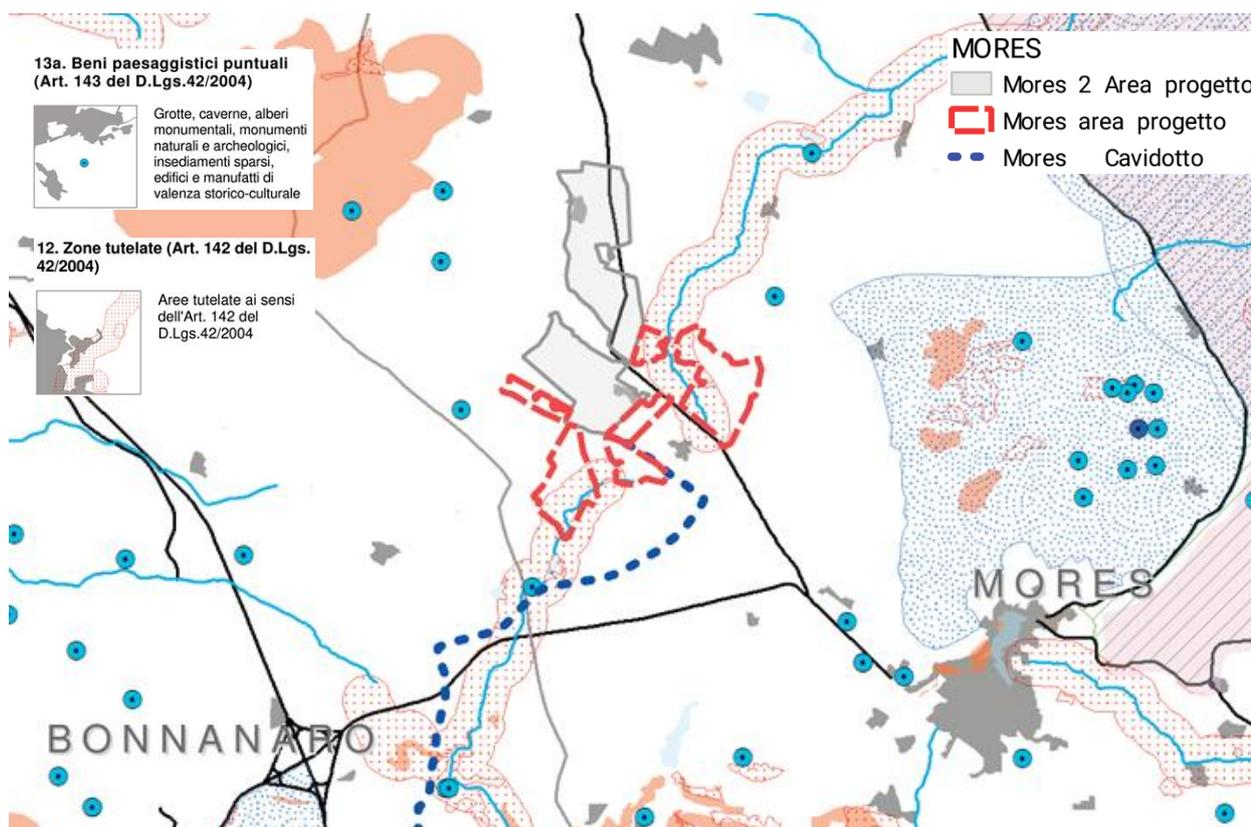 13a. Beni paesaggistici puntuali
(Art. 143 del D.Lgs.42/2004)
Grotte, caverne, alberi
monumentali, monumenti
naturali e archeologici,
insediamenti sparsi,
edifici e manufatti di
valenza storico-culturale
12. Zone tutelate (Art. 142 del D.Lgs.
42/2004)
Aree tutelate ai sensi
dell'Art. 142 del
D.Lgs.42/2004
MORES
Mores 2 Area progetto
Mores area progetto
Mores Cavidotto
MORES
BONNANARO